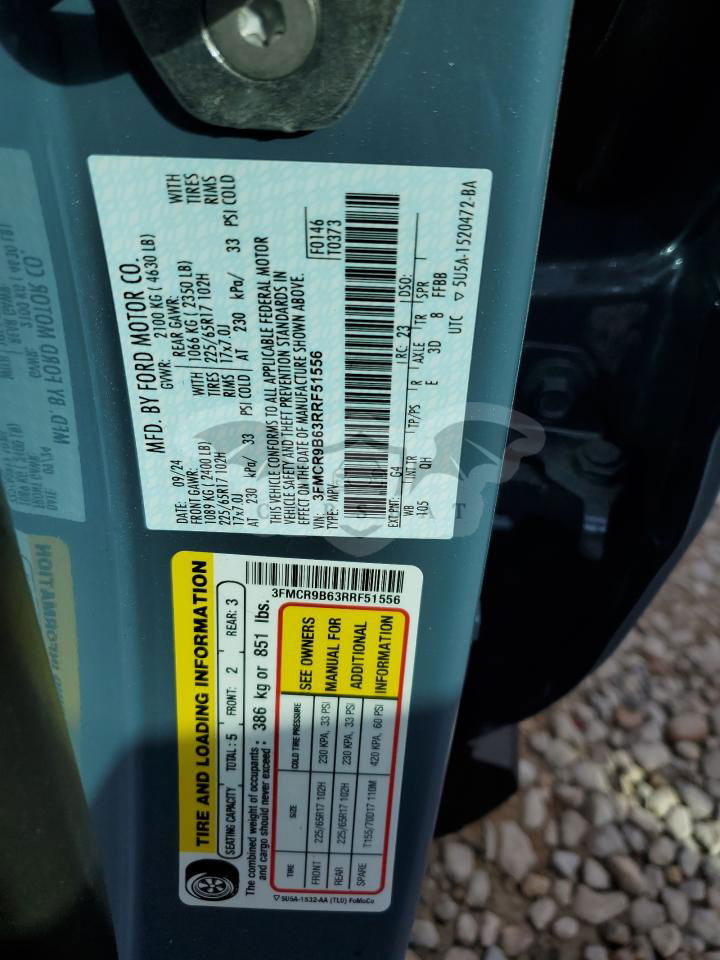 MFD. BY FORD MOTOR CO.
DATE: 09/24 GVWR: 2100 KG ( 4630 LB)
FRONT GAWR: REAR GAWR:
1089 KG (2400 LB) WITH 1066 KG ( 2350 LB) WITH
225/65R17 102H TIRES 225/65R17 102H TIRES
17x7.0J RIMS 17x7.0J RIMS
AT 230 kPa/ 33 PSI COLD AT 230 kPa/ 33 PSI COLD
THIS VEHICLE CONFORMS TO ALL APPLICABLE FEDERAL MOTOR
VEHICLE SAFETY AND THEFT PREVENTION STANDARDS IN
EFFECT ON THE DATE OF MANUFACTURE SHOWN ABOVE.
VIN: 3FMCR9B63RRF51556 F0146
TYPE: MPV T0373
EXT PNT: G4 RC: 23 DSO:
WB INT TR TP/PS R AXLE TR SPR
105 QH E 3D 8 FFBB
UTC ▽ 5U5A-1520472-BA
TIRE AND LOADING INFORMATION
SEATING CAPACITY TOTAL: 5 FRONT: 2 REAR: 3
The combined weight of occupants and cargo should never exceed: 386 kg or 851 lbs.
3FMCR9B63RRF51556
TIRE SIZE COLD TIRE PRESSURE
FRONT 225/65R17 102H 230 KPA, 33 PSI
REAR 225/65R17 102H 230 KPA, 33 PSI
SPARE T155/70D17 110M 420 KPA, 60 PSI
SEE OWNERS
MANUAL FOR
ADDITIONAL
INFORMATION
▽ 5U5A-1532-AA (TLU) FoMoCo